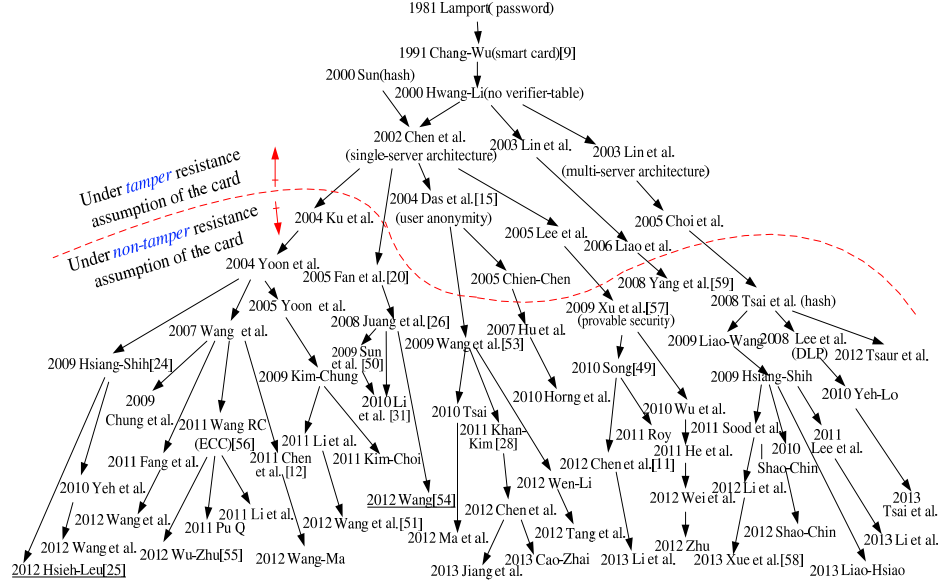 1981 Lamport( password)
1991 Chang-Wu(smart card)[9]
2000 Sun(hash)
2000 Hwang-Li(no verifier-table)
2002 Chen et al.
(single-server architecture)
2003 Lin et al.
2003 Lin et al.
(multi-server architecture)
Under tamper resistance
assumption of the card
Under non-tamper resistance
assumption of the card
2004 Ku et al.
2004 Das et al.[15]
(user anonymity)
2005 Lee et al.
2005 Choi et al.
2006 Liao et al.
2004 Yoon et al.
2005 Fan et al.[20]
2005 Chien-Chen
2008 Yang et al.[59]
2008 Tsai et al. (hash)
2005 Yoon et al.
2009 Xu et al.[57]
(provable security)
2007 Wang et al.
2008 Juang et al.[26]
2007 Hu et al.
2009 Wang et al.[53]
2009 Liao-Wang
2008 Lee et al.
(DLP)
2012 Tsaur et al.
2009 Hsiang-Shih[24]
2009 Sun
et al.
[50]
2009 Kim-Chung
2010 Song[49]
2009 Hsiang-Shih
2010 Yeh-Lo
2009
Chung et al.
2010 Li
et al. [31]
2010 Horng et al.
2010 Tsai
2010 Wu et al.
2011 Wang RC
(ECC)[56]
2011 Li et al.
2011 Khan-
Kim [28]
2011 Roy
2011 Sood et al.
2010
Shao-Chin
2011
Lee et al.
2011 Fang et al.
2011 Chen
et al. [12]
2011 Kim-Choi
2012 Chen et al.[11]
2011 He et al.
2010 Yeh et al.
2012 Wang[54]
2012 Wen-Li
2012 Wei et al.
2012 Li et al.
2013
Tsai et al.
2012 Wang et al.
2011 Pu Q
2011 Li et al.
2012 Wang et al.[51]
2012 Chen et al.
2012 Ma et al.
2012 Tang et al.
2012 Zhu
2012 Shao-Chin
2013 Li et al.
2012 Wang et al.
2012 Wu-Zhu[55]
2012 Wang-Ma
2012 Hsieh-Leu[25]
2013 Jiang et al.
2013 Cao-Zhai
2013 Li et al.
2013 Xue et al.[58]
2013 Liao-Hsiao